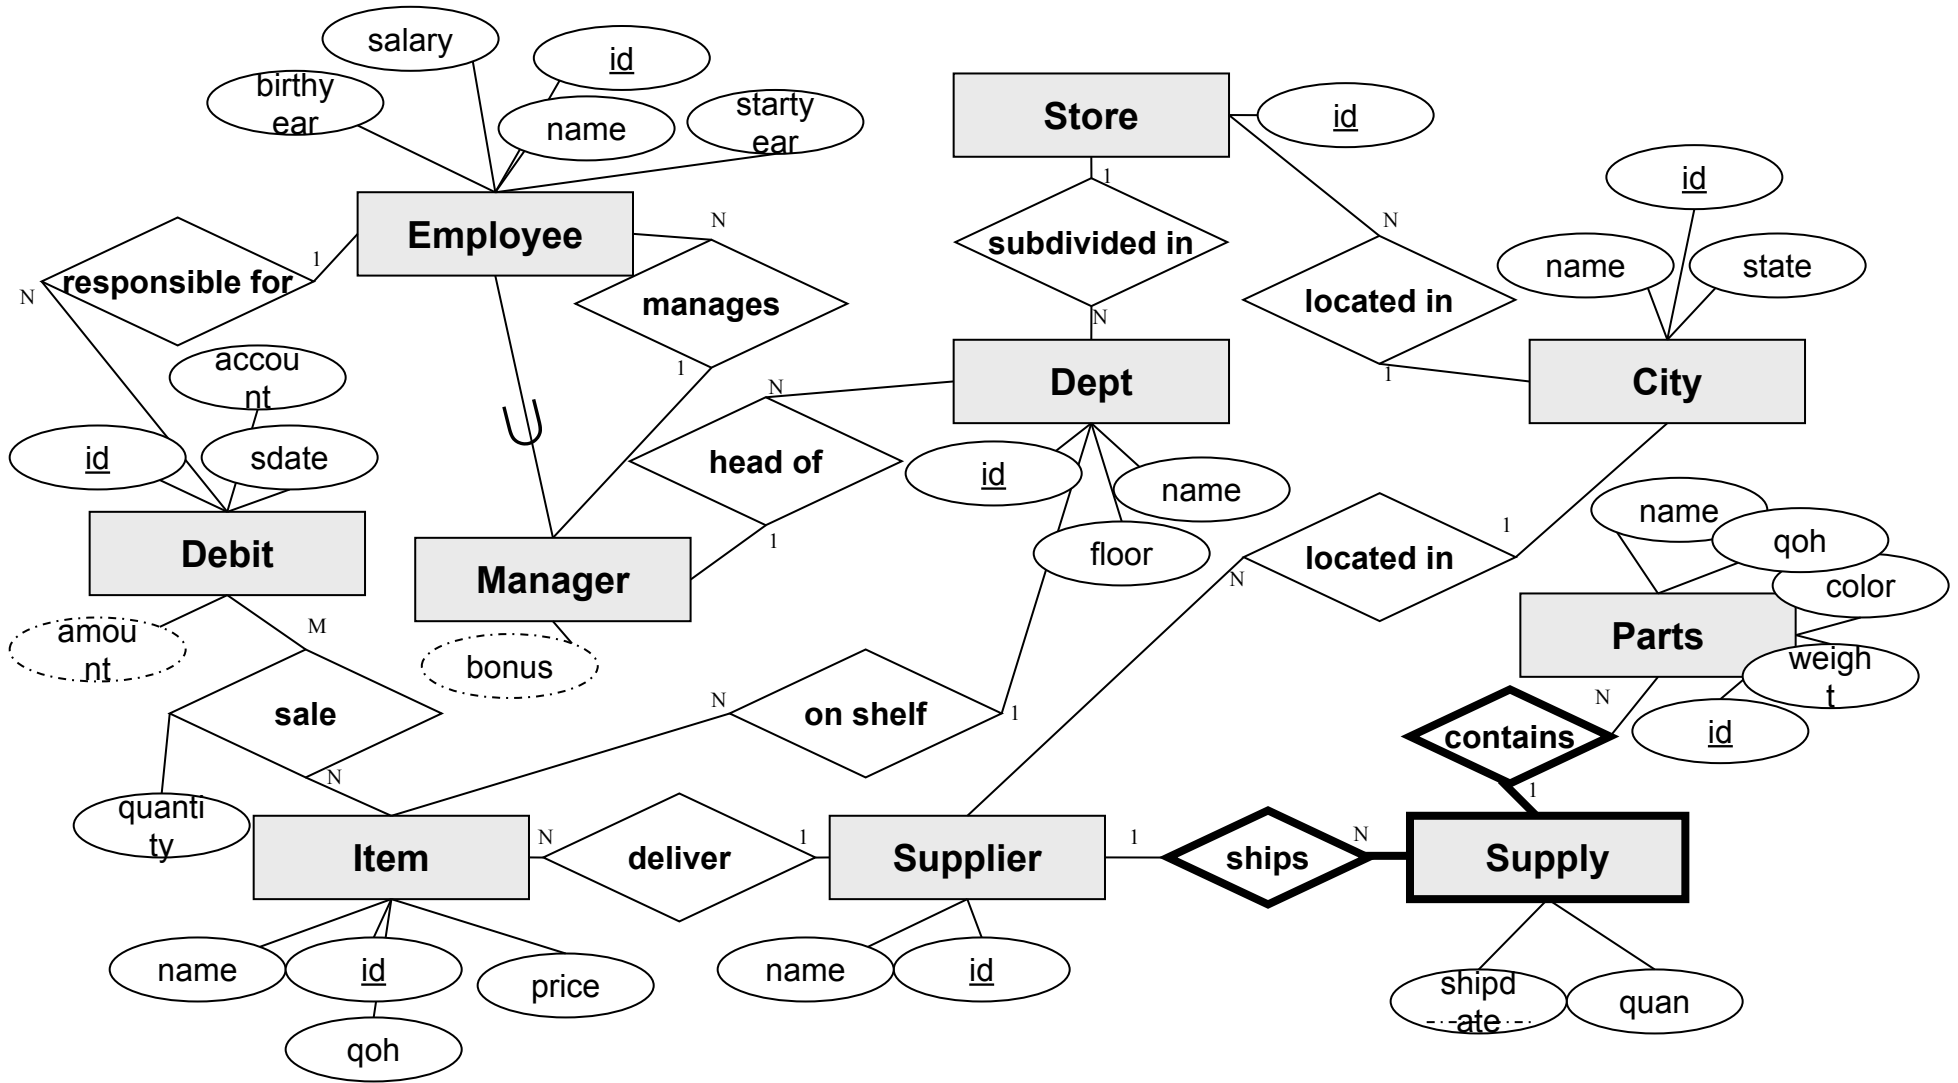 salary
id
birthy
ear
name
starty
ear
Store
id
1
id
N
N
Employee
subdivided in
name
state
1
responsible for
N
manages
located in
N
1
1
accou
nt
N
Dept
City
id
sdate
head of
id
name
name
qoh
color
1
floor
located in
1
N
Debit
Manager
1
Parts
amou
nt
M
bonus
weigh
t
sale
N
on shelf
1
N
contains
id
N
1
quanti
ty
Item
N
deliver
1
Supplier
1
ships
N
Supply
name
id
price
name
id
shipd
ate
quan
qoh